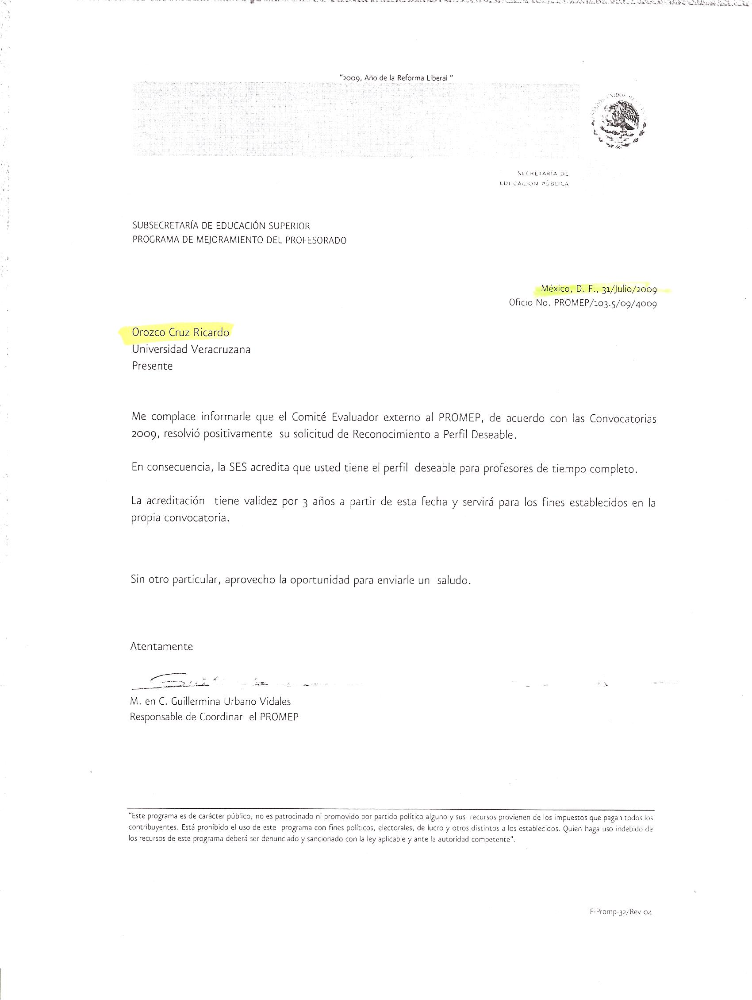 "2009, Año de la Reforma Liberal "
SECRETARÍA DE
EDUCACIÓN PÚBLICA
SUBSECRETARÍA DE EDUCACIÓN SUPERIOR
PROGRAMA DE MEJORAMIENTO DEL PROFESORADO
México, D. F., 31/Julio/2009
Oficio No. PROMEP/103.5/09/4009
Orozco Cruz Ricardo
Universidad Veracruzana
Presente
Me complace informarle que el Comité Evaluador externo al PROMEP, de acuerdo con las Convocatorias
2009, resolvió positivamente su solicitud de Reconocimiento a Perfil Deseable.
En consecuencia, la SES acredita que usted tiene el perfil deseable para profesores de tiempo completo.
La acreditación tiene validez por 3 años a partir de esta fecha y servirá para los fines establecidos en la
propia convocatoria.
Sin otro particular, aprovecho la oportunidad para enviarle un saludo.
Atentamente
M. en C. Guillermina Urbano Vidales
Responsable de Coordinar el PROMEP
"Este programa es de carácter público, no es patrocinado ni promovido por partido político alguno y sus recursos provienen de los impuestos que pagan todos los
contribuyentes. Está prohibido el uso de este programa con fines políticos, electorales, de lucro y otros distintos a los establecidos. Quien haga uso indebido de
los recursos de este programa deberá ser denunciado y sancionado con la ley aplicable y ante la autoridad competente".
F-Promp-32/Rev 04